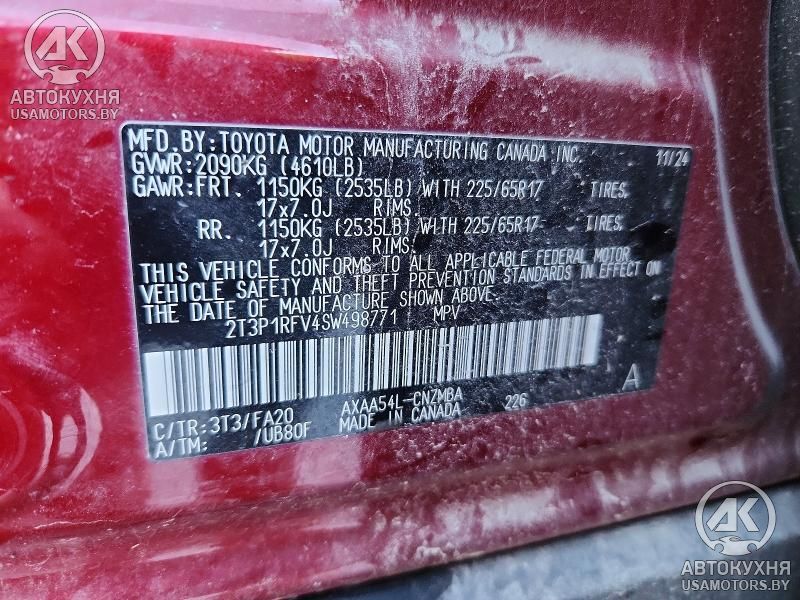 AK
АВТОКУХНЯ
USAMOTORS.BY
MFD.BY:TOYOTA MOTOR MANUFACTURING CANADA INC. 11/24
GVWR:2090KG (4610LB)
GAWR:FRT. 1150KG (2535LB) WITH 225/65R17 TIRES,
17x7.0J RIMS.
RR. 1150KG (2535LB) WITH 225/65R17 TIRES,
17x7.0J RIMS.
THIS VEHICLE CONFORMS TO ALL APPLICABLE FEDERAL MOTOR
VEHICLE SAFETY AND THEFT PREVENTION STANDARDS IN EFFECT ON
THE DATE OF MANUFACTURE SHOWN ABOVE.
2T3P1RFV4SW498771 MPV
A
C/TR:3T3/FA20 AXAA54L-CNZMBA 226
A/TM: /UB80F MADE IN CANADA
AK
АВТОКУХНЯ
USAMOTORS.BY